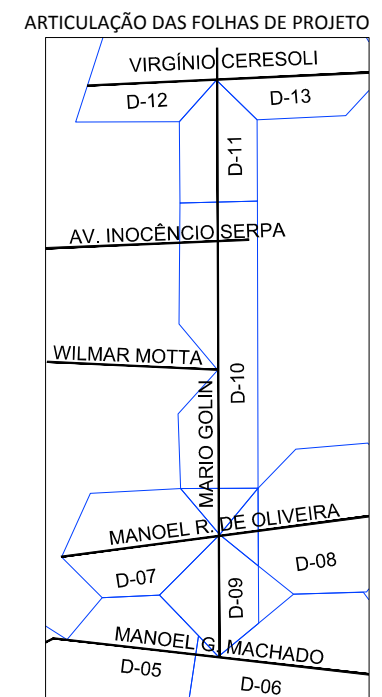 ARTICULAÇÃO DAS FOLHAS DE PROJETO
VIRGÍNIO CERESOLI
D-12
D-13
D-11
AV. INOCÊNCIO SERPA
WILMAR MOTTA
D-10
MARIO GOLIN
MANOEL R. DE OLIVEIRA
D-08
D-07
D-09
MANOEL G. MACHADO
D-05
D-06